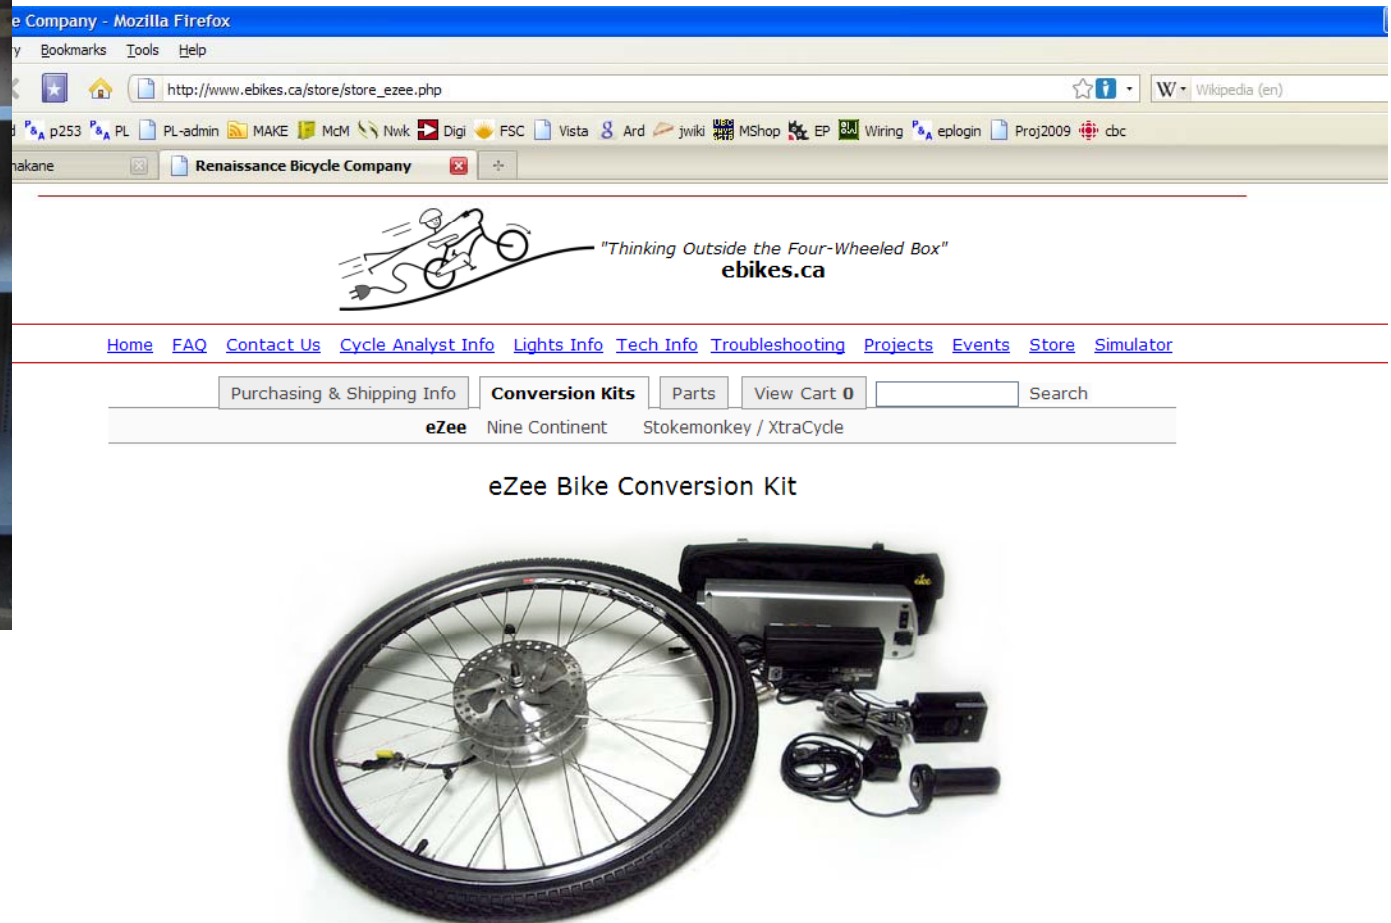 e Company - Mozilla Firefox
y Bookmarks Tools Help
http://www.ebikes.ca/store/store_ezee.php
Wikipedia (en)
P&A p253 P&A PL PL-admin MAKE McM Nwk Digi FSC Vista Ard jwiki MShop EP Wiring P&A eplogin Proj2009 cbc
nakane Renaissance Bicycle Company
"Thinking Outside the Four-Wheeled Box"
ebikes.ca
Home FAQ Contact Us Cycle Analyst Info Lights Info Tech Info Troubleshooting Projects Events Store Simulator
Purchasing & Shipping Info Conversion Kits Parts View Cart 0 Search
eZee Nine Continent Stokemonkey / XtraCycle
eZee Bike Conversion Kit
eZee